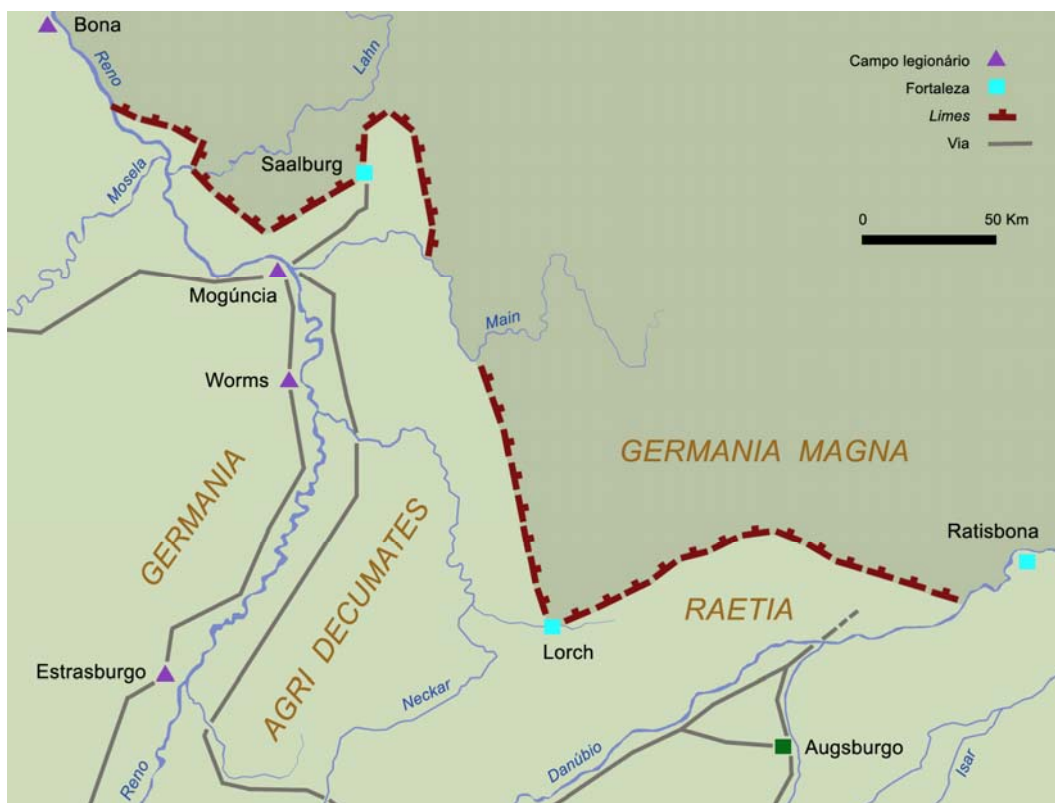 Bona
Reno
Lahn
Mosela
Saalburg
Campo legionário
Fortaleza
Limes
Via
0 50 Km
Mogúncia
Main
Worms
GERMANIA MAGNA
GERMANIA
AGRI DECUMATES
Ratisbona
RAETIA
Lorch
Estrasburgo
Neckar
Reno
Danúbio
Augsburgo
Isar